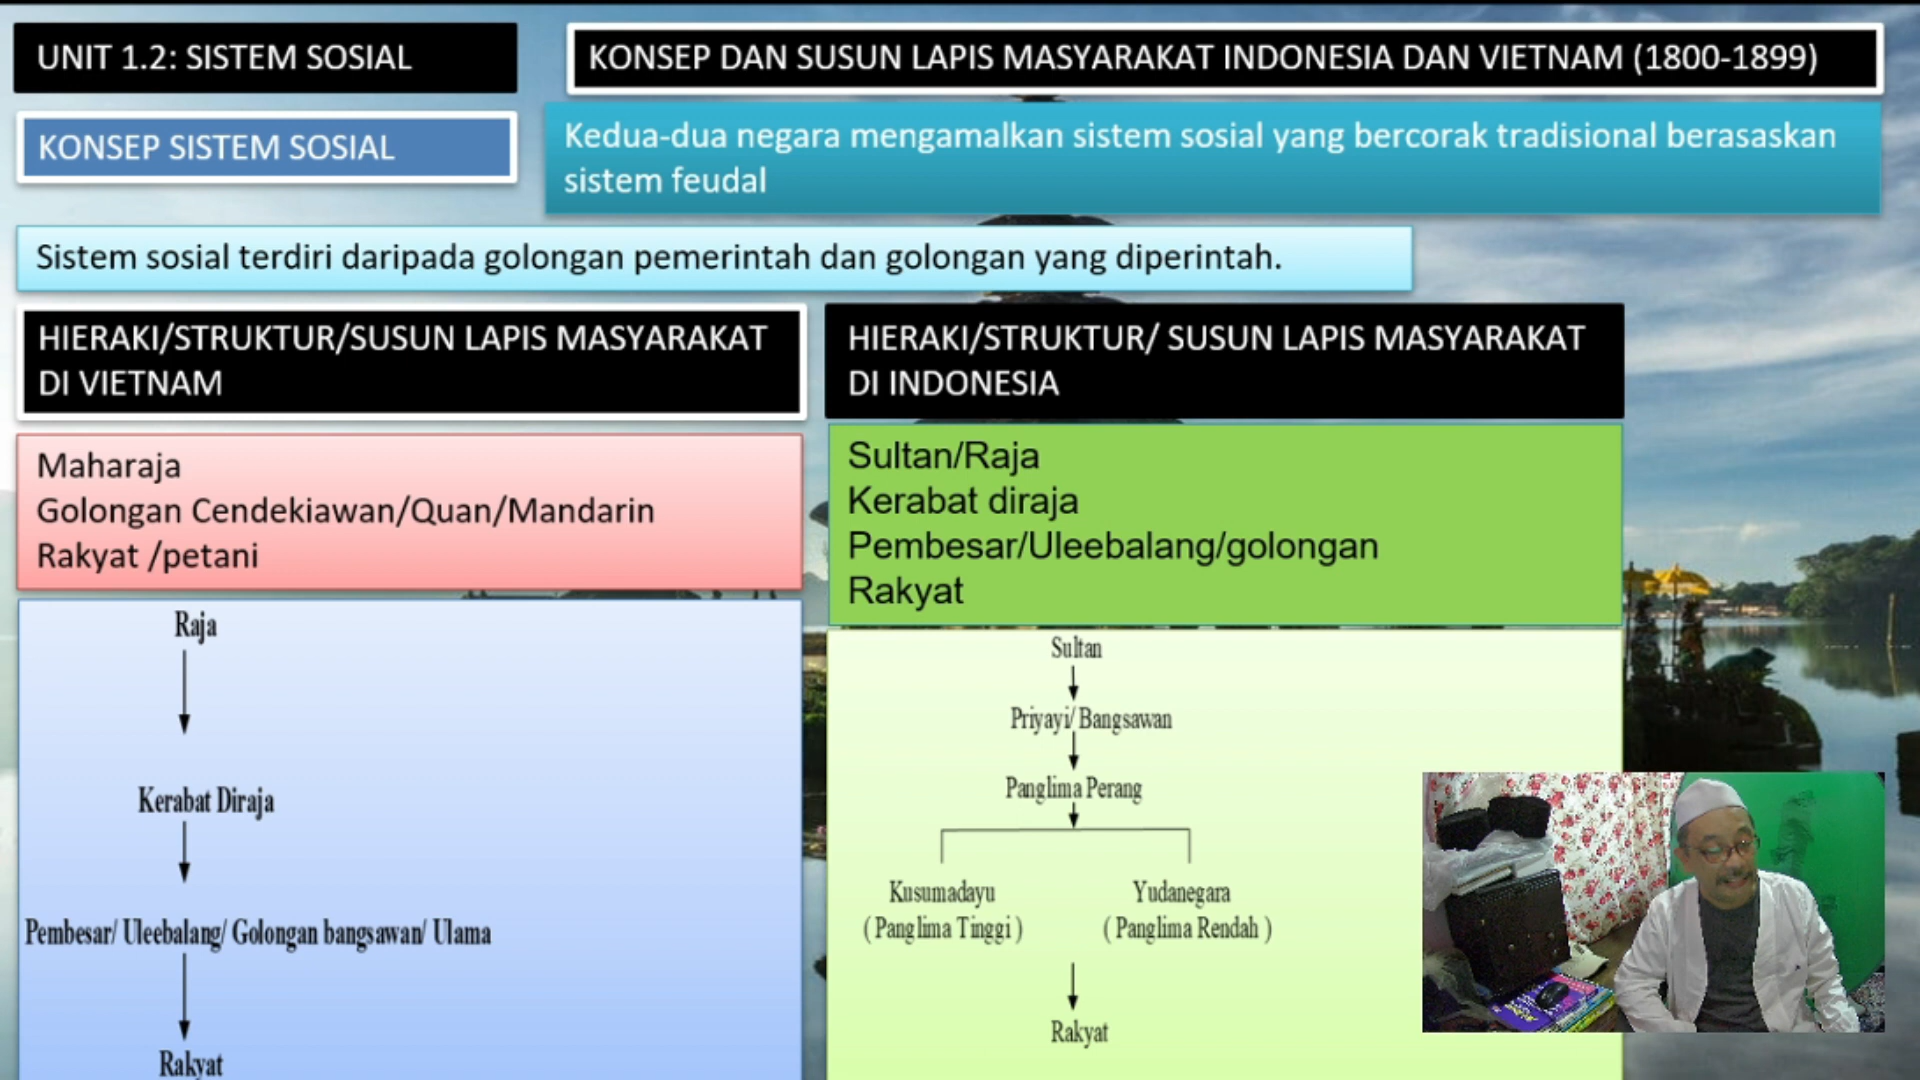 UNIT 1.2: SISTEM SOSIAL
KONSEP DAN SUSUN LAPIS MASYARAKAT INDONESIA DAN VIETNAM (1800-1899)
KONSEP SISTEM SOSIAL
Kedua-dua negara mengamalkan sistem sosial yang bercorak tradisional berasaskan
sistem feudal
Sistem sosial terdiri daripada golongan pemerintah dan golongan yang diperintah.
HIERAKI/STRUKTUR/SUSUN LAPIS MASYARAKAT
DI VIETNAM
Maharaja
Golongan Cendekiawan/Quan/Mandarin
Rakyat /petani
Raja
Kerabat Diraja
Pembesar/ Uleebalang/ Golongan bangsawan/ Ulama
Rakyat
HIERAKI/STRUKTUR/ SUSUN LAPIS MASYARAKAT
DI INDONESIA
Sultan/Raja
Kerabat diraja
Pembesar/Uleebalang/golongan
Rakyat
Sultan
Priyayi/ Bangsawan
Panglima Perang
Kusumadayu
( Panglima Tinggi )
Yudanegara
( Panglima Rendah )
Rakyat